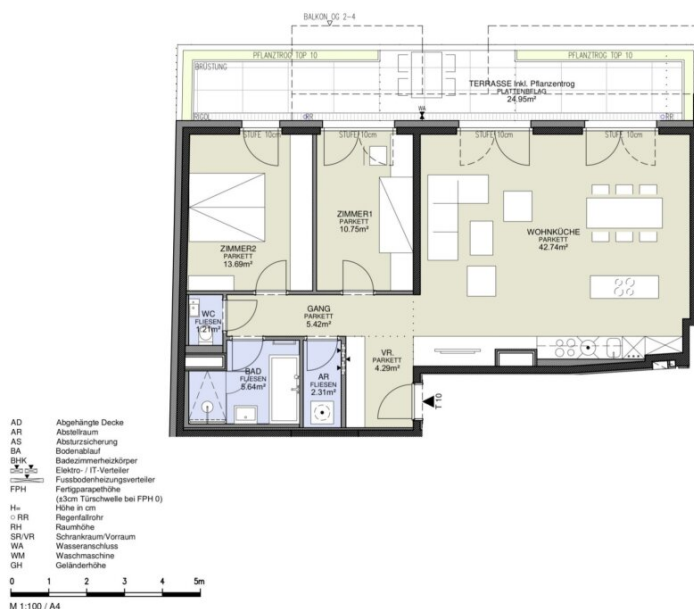 BALKON OG 2-4
PFLANZTROG TOP 10
PFLANZTROG TOP 10
BRÜSTUNG
TERRASSE Inkl. Pflanzentrog
PLATTENBELAG
24.95m²
WA
RIGOL
RR
RR
STUFE 10cm
STUFE 10cm
STUFE 10cm
STUFE 10cm
ZIMMER1
PARKETT
10.75m²
WOHNKÜCHE
PARKETT
42.74m²
ZIMMER2
PARKETT
13.69m²
GANG
PARKETT
5.42m²
WC
FLIESEN
1.21m²
VR.
PARKETT
4.29m²
BAD
FLIESEN
5.64m²
AR
FLIESEN
2.31m²
T 10
AD Abgehängte Decke
AR Abstellraum
AS Absturzsicherung
BA Bodenablauf
BHK Badezimmerheizkörper
Elektro- / IT-Verteiler
Fussbodenheizungsverteiler
FPH Fertigparapethöhe
(±3cm Türschwelle bei FPH 0)
H= Höhe in cm
RR Regenfallrohr
RH Raumhöhe
SR/VR Schrankraum/Vorraum
WA Wasseranschluss
WM Waschmaschine
GH Geländerhöhe
0 1 2 3 4 5m
M 1:100 / A4